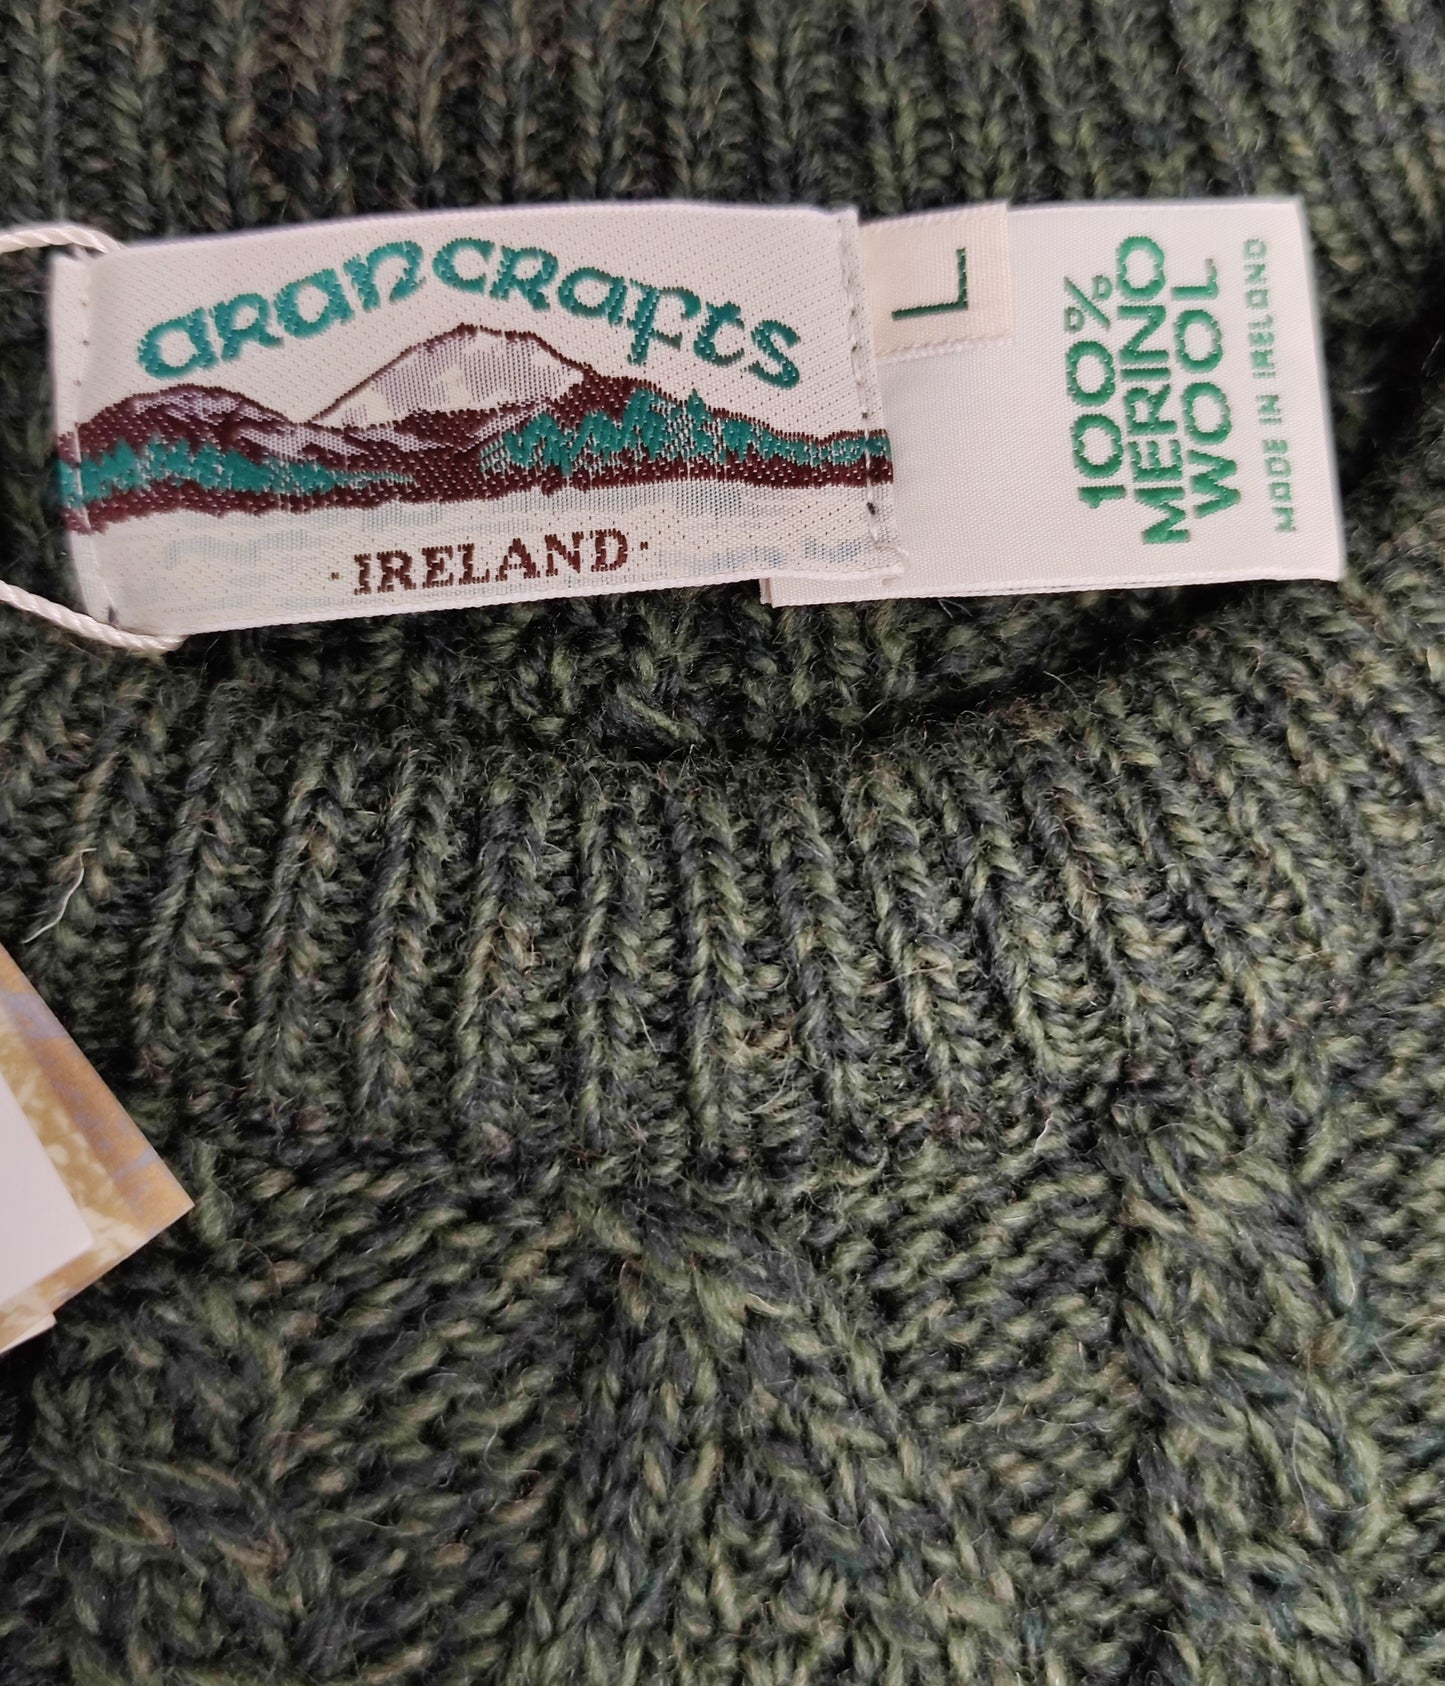 arancrafts
·IRELAND·
L
100%
MERINO
WOOL
MADE IN IRELAND